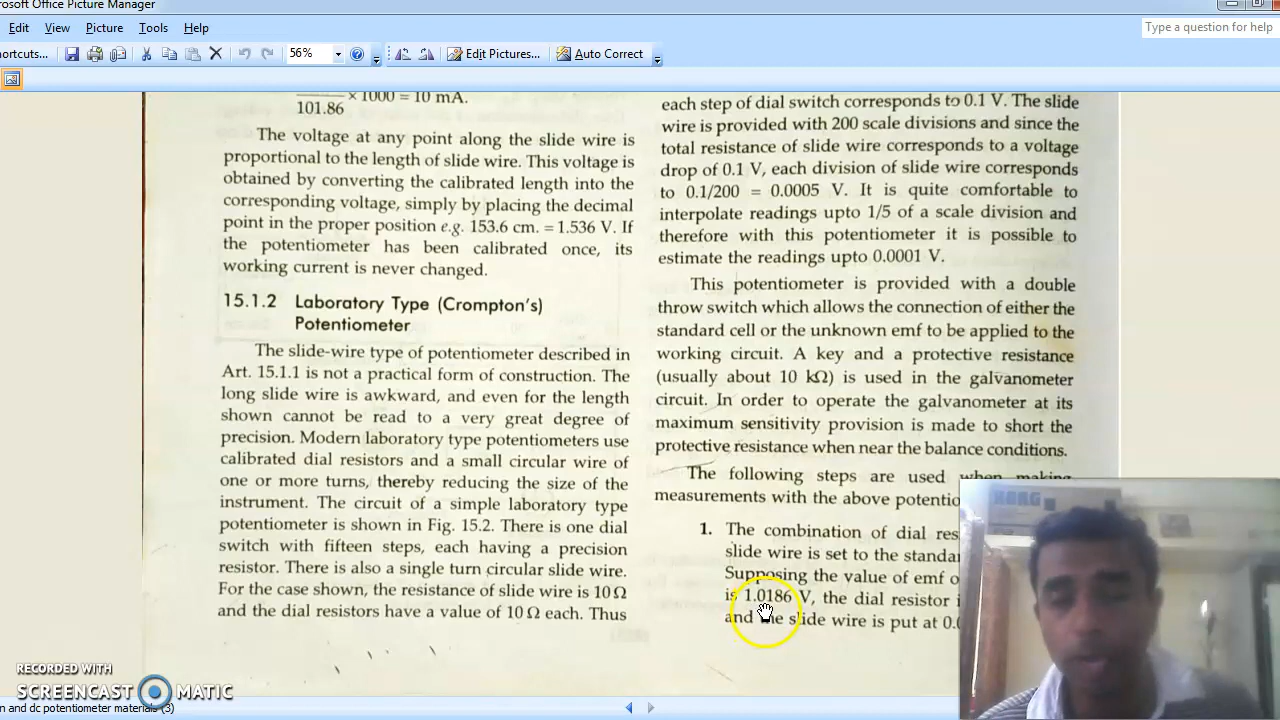 rosoft Office Picture Manager
Edit View Picture Tools Help
Type a question for help
ortcuts...
56%
Edit Pictures...
Auto Correct
101.86 × 1000 = 10 mA.
The voltage at any point along the slide wire is
proportional to the length of slide wire. This voltage is
obtained by converting the calibrated length into the
corresponding voltage, simply by placing the decimal
point in the proper position e.g. 153.6 cm. = 1.536 V. If
the potentiometer has been calibrated once, its
working current is never changed.
15.1.2 Laboratory Type (Crompton's)
Potentiometer
The slide-wire type of potentiometer described in
Art. 15.1.1 is not a practical form of construction. The
long slide wire is awkward, and even for the length
shown cannot be read to a very great degree of
precision. Modern laboratory type potentiometers use
calibrated dial resistors and a small circular wire of
one or more turns, thereby reducing the size of the
instrument. The circuit of a simple laboratory type
potentiometer is shown in Fig. 15.2. There is one dial
switch with fifteen steps, each having a precision
resistor. There is also a single turn circular slide wire.
For the case shown, the resistance of slide wire is 10 Ω
and the dial resistors have a value of 10 Ω each. Thus
each step of dial switch corresponds to 0.1 V. The slide
wire is provided with 200 scale divisions and since the
total resistance of slide wire corresponds to a voltage
drop of 0.1 V, each division of slide wire corresponds
to 0.1/200 = 0.0005 V. It is quite comfortable to
interpolate readings upto 1/5 of a scale division and
therefore with this potentiometer it is possible to
estimate the readings upto 0.0001 V.
This potentiometer is provided with a double
throw switch which allows the connection of either the
standard cell or the unknown emf to be applied to the
working circuit. A key and a protective resistance
(usually about 10 kΩ) is used in the galvanometer
circuit. In order to operate the galvanometer at its
maximum sensitivity provision is made to short the
protective resistance when near the balance conditions.
The following steps are used when making
measurements with the above potentio
1. The combination of dial res
slide wire is set to the standa
Supposing the value of emf o
is 1.0186 V, the dial resistor i
and the slide wire is put at 0.0
RECORDED WITH
SCREENCAST MATIC
n and dc potentiometer materials (3)